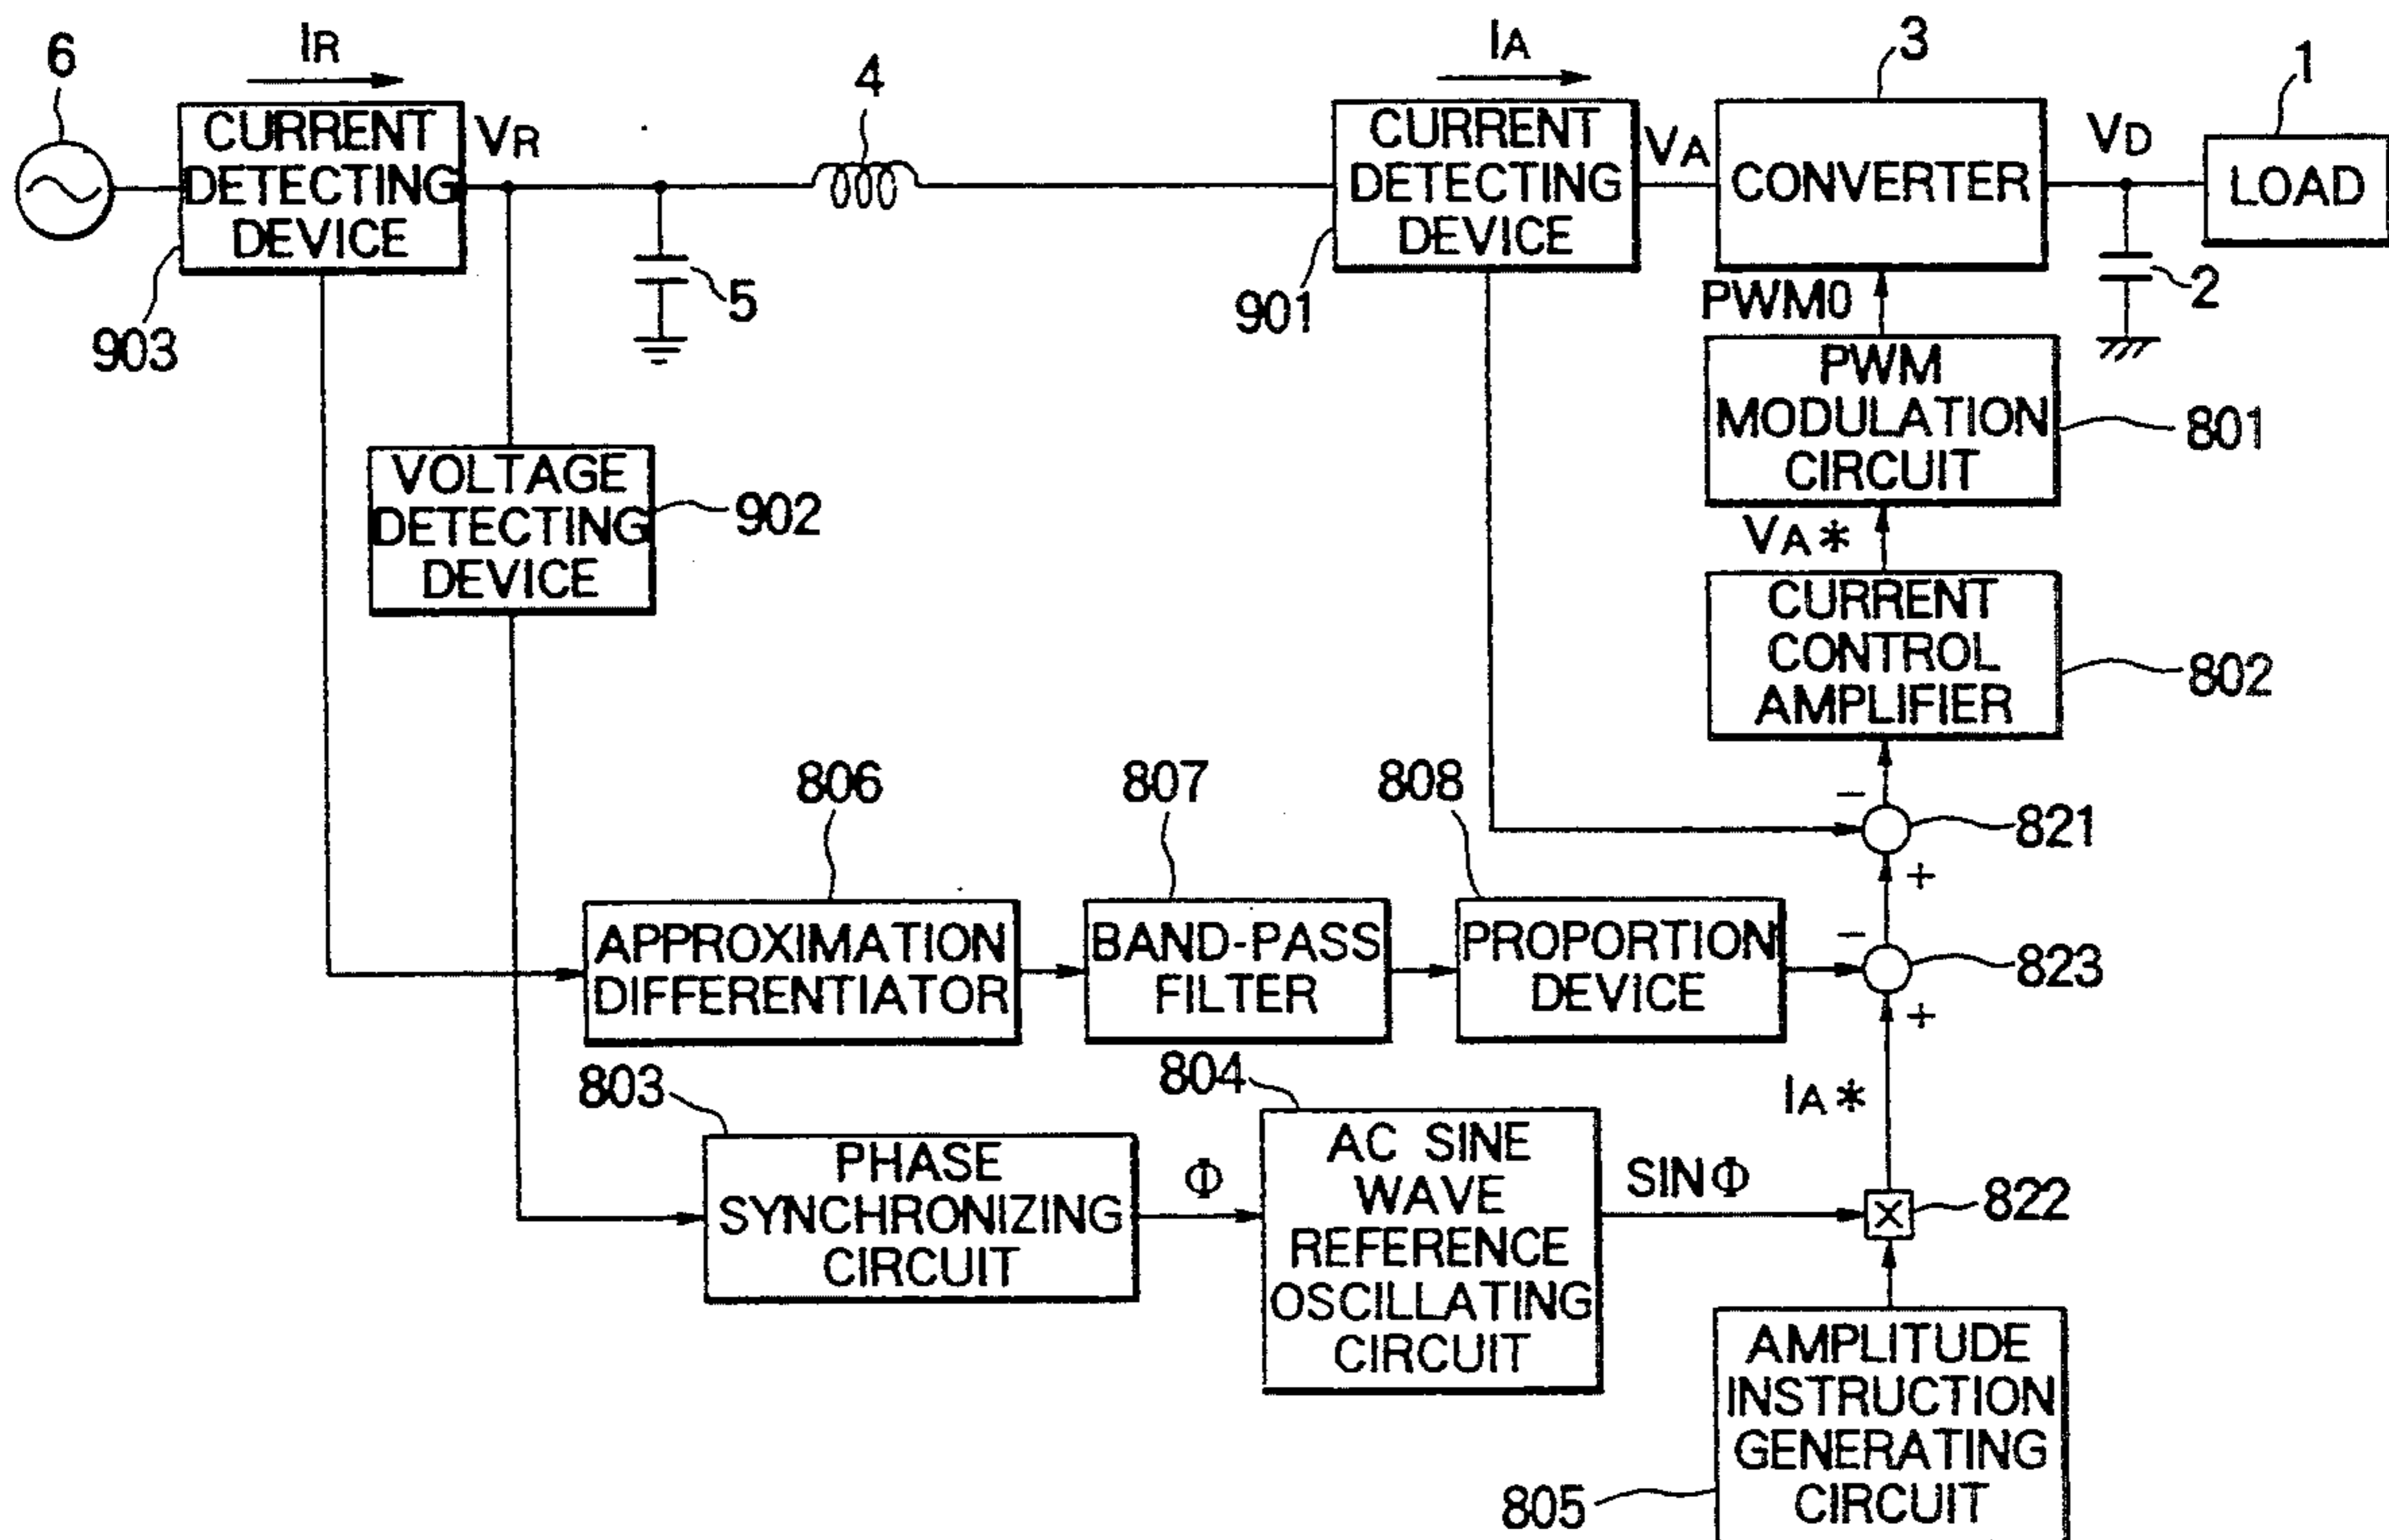 6
IR
CURRENT
DETECTING
DEVICE
903
VR
4
5
IA
CURRENT
DETECTING
DEVICE
901
VA
3
CONVERTER
VD
1
LOAD
2
PWM0
PWM
MODULATION
CIRCUIT
801
VA*
VOLTAGE
DETECTING
DEVICE
902
CURRENT
CONTROL
AMPLIFIER
802
−
821
+
806
APPROXIMATION
DIFFERENTIATOR
807
BAND-PASS
FILTER
808
PROPORTION
DEVICE
−
823
+
IA*
803
PHASE
SYNCHRONIZING
CIRCUIT
Φ
804
AC SINE
WAVE
REFERENCE
OSCILLATING
CIRCUIT
SINΦ
×
822
AMPLITUDE
INSTRUCTION
GENERATING
CIRCUIT
805